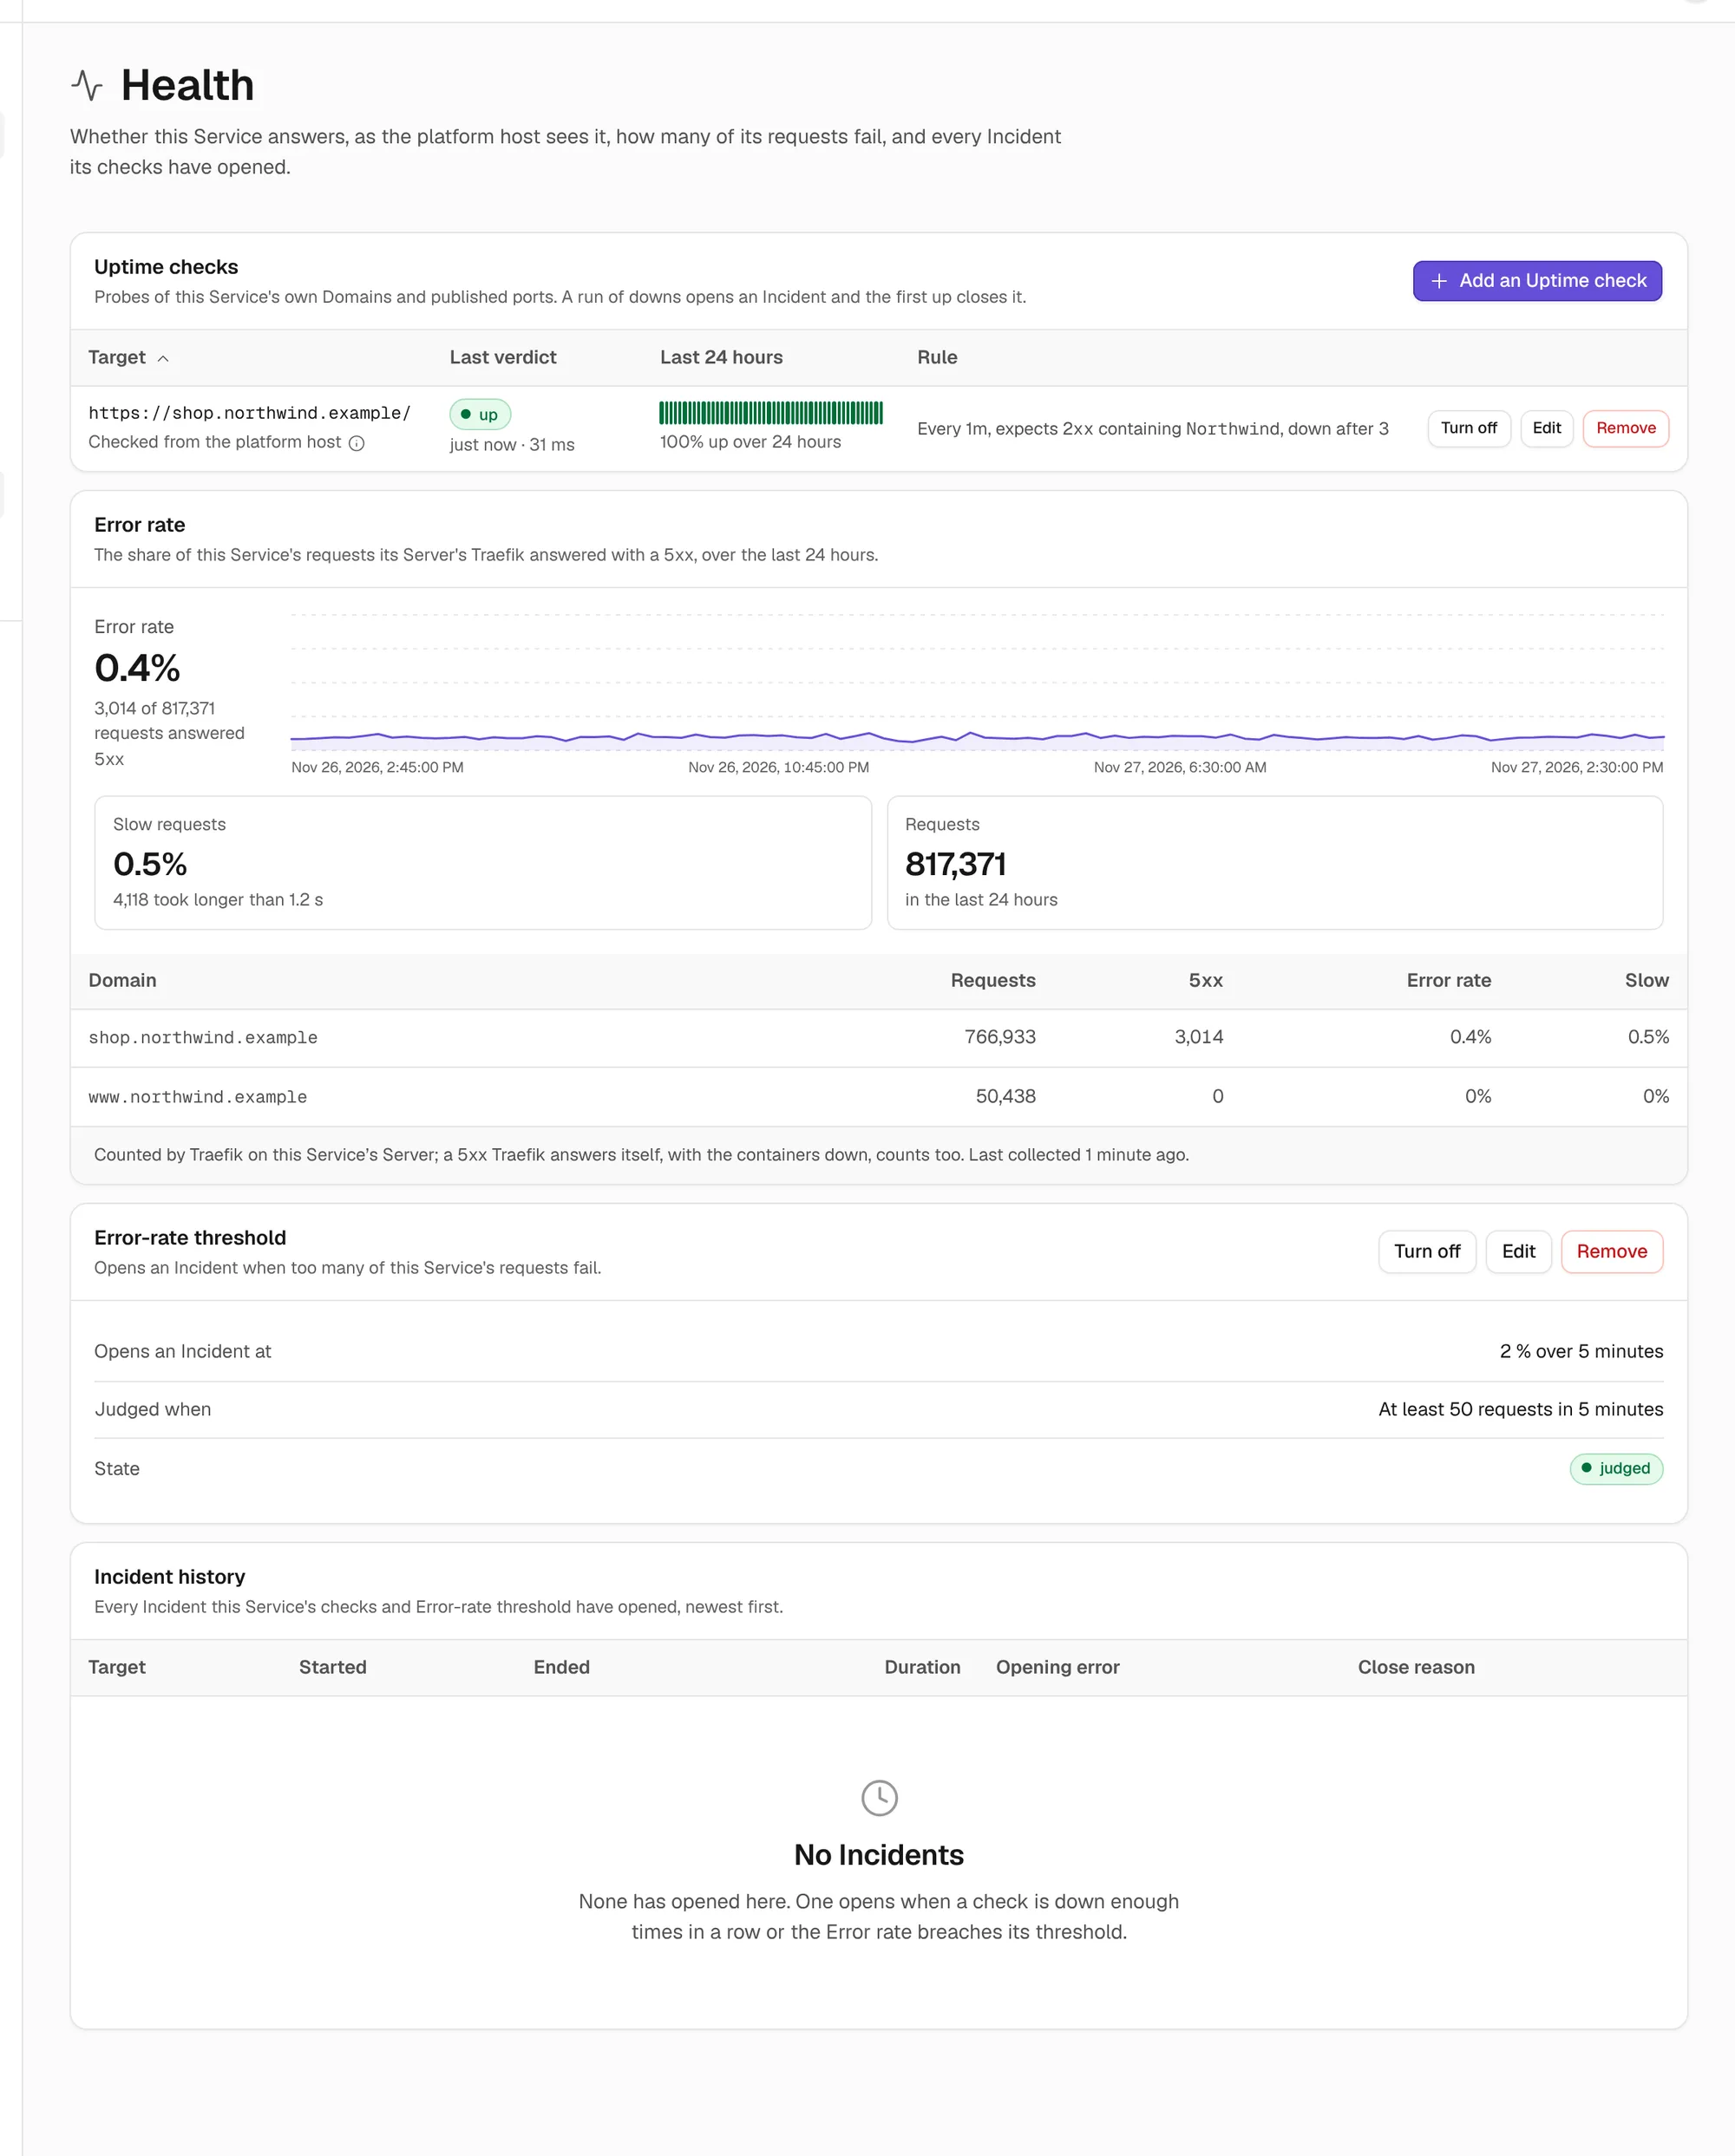 Health
Whether this Service answers, as the platform host sees it, how many of its requests fail, and every Incident
its checks have opened.
Uptime checks
Probes of this Service's own Domains and published ports. A run of downs opens an Incident and the first up closes it.
Add an Uptime check
Target Last verdict Last 24 hours Rule
https://shop.northwind.example/
Checked from the platform host
up
just now · 31 ms
100% up over 24 hours
Every 1m, expects 2xx containing Northwind, down after 3
Turn off Edit Remove
Error rate
The share of this Service's requests its Server's Traefik answered with a 5xx, over the last 24 hours.
Error rate
0.4%
3,014 of 817,371
requests answered
5xx
Nov 26, 2026, 2:45:00 PM Nov 26, 2026, 10:45:00 PM Nov 27, 2026, 6:30:00 AM Nov 27, 2026, 2:30:00 PM
Slow requests
0.5%
4,118 took longer than 1.2 s
Requests
817,371
in the last 24 hours
Domain Requests 5xx Error rate Slow
shop.northwind.example 766,933 3,014 0.4% 0.5%
www.northwind.example 50,438 0 0% 0%
Counted by Traefik on this Service’s Server; a 5xx Traefik answers itself, with the containers down, counts too. Last collected 1 minute ago.
Error-rate threshold
Opens an Incident when too many of this Service's requests fail.
Turn off Edit Remove
Opens an Incident at 2 % over 5 minutes
Judged when At least 50 requests in 5 minutes
State judged
Incident history
Every Incident this Service's checks and Error-rate threshold have opened, newest first.
Target Started Ended Duration Opening error Close reason
No Incidents
None has opened here. One opens when a check is down enough
times in a row or the Error rate breaches its threshold.